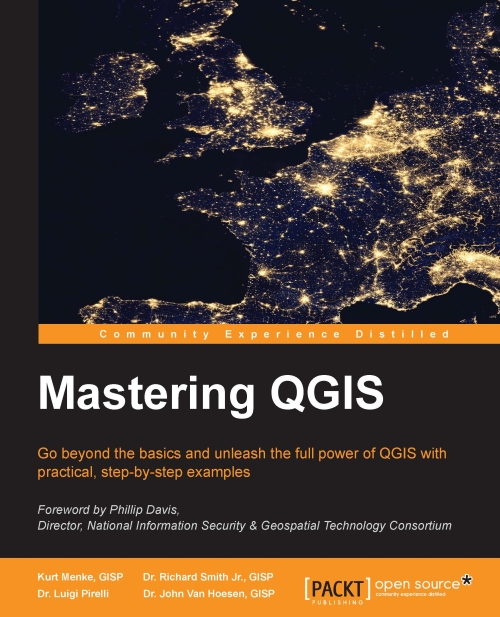 Community Experience Distilled
Mastering QGIS
Go beyond the basics and unleash the full power of QGIS with
practical, step-by-step examples
Foreword by Phillip Davis,
Director, National Information Security & Geospatial Technology Consortium
Kurt Menke, GISP Dr. Richard Smith Jr., GISP
Dr. Luigi Pirelli Dr. John Van Hoesen, GISP
[PACKT] open source*
PUBLISHING community experience distilled